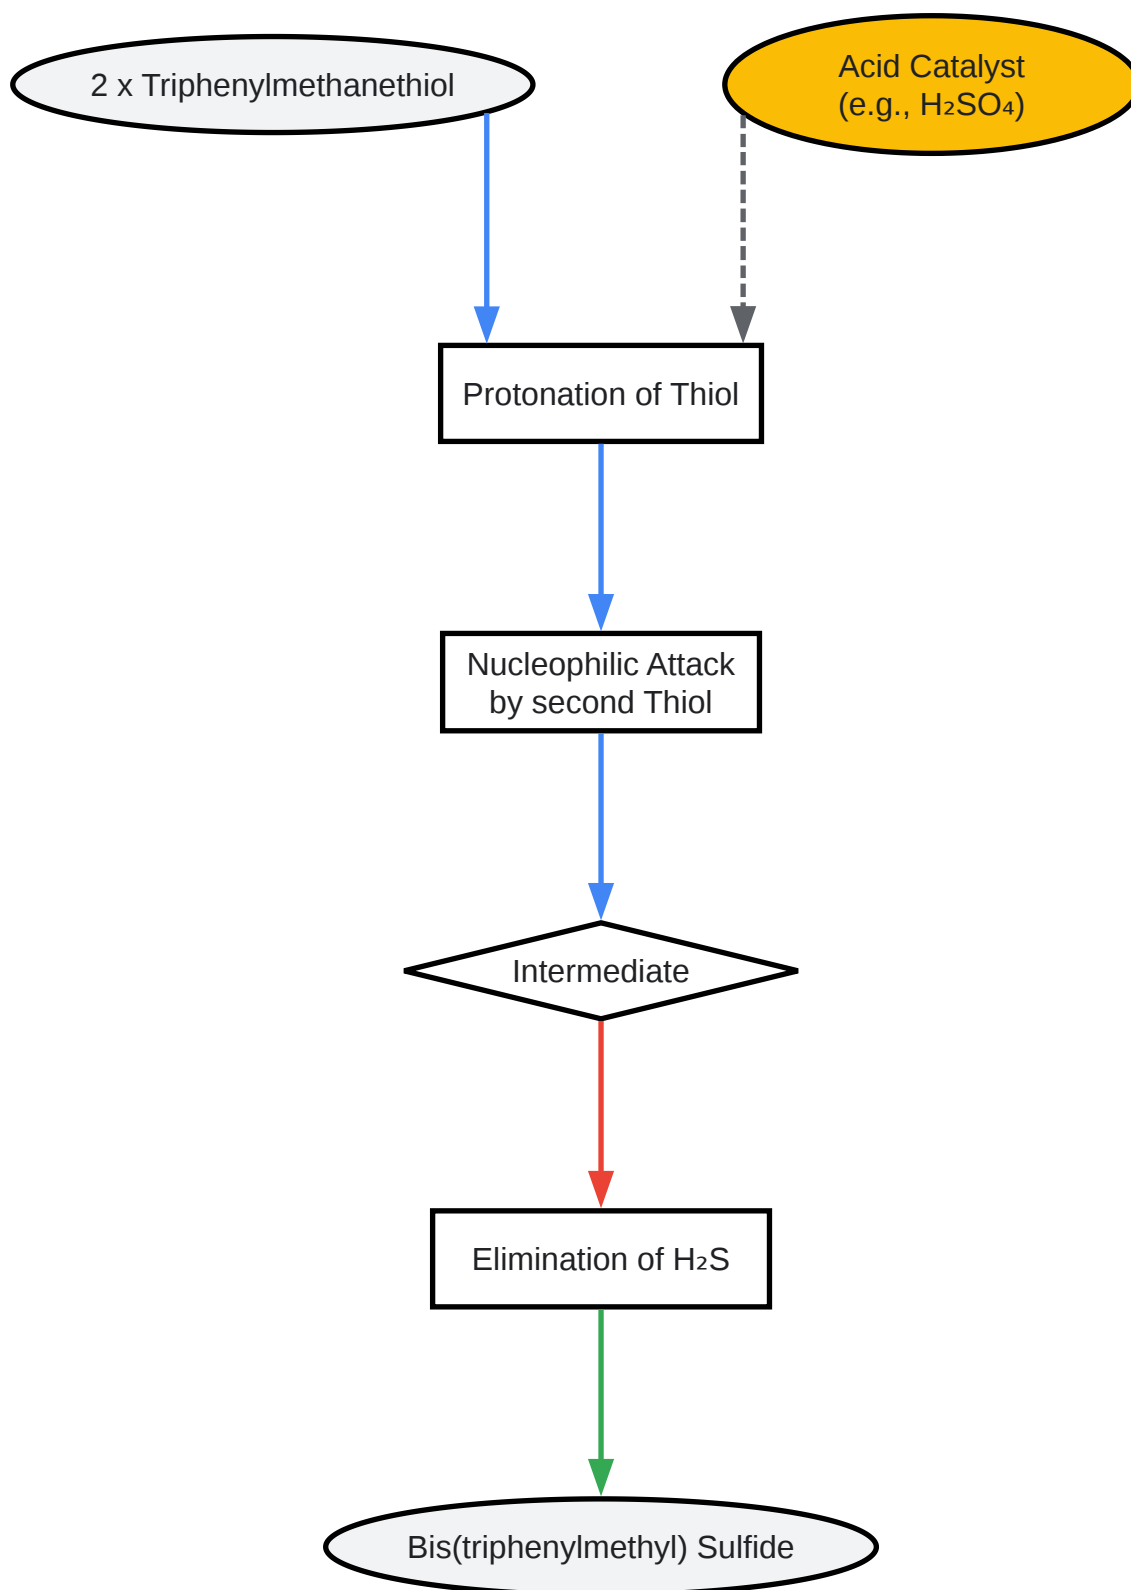 2 x Triphenylmethanethiol
Acid Catalyst
(e.g., H₂SO₄)
Protonation of Thiol
Nucleophilic Attack
by second Thiol
Intermediate
Elimination of H₂S
Bis(triphenylmethyl) Sulfide